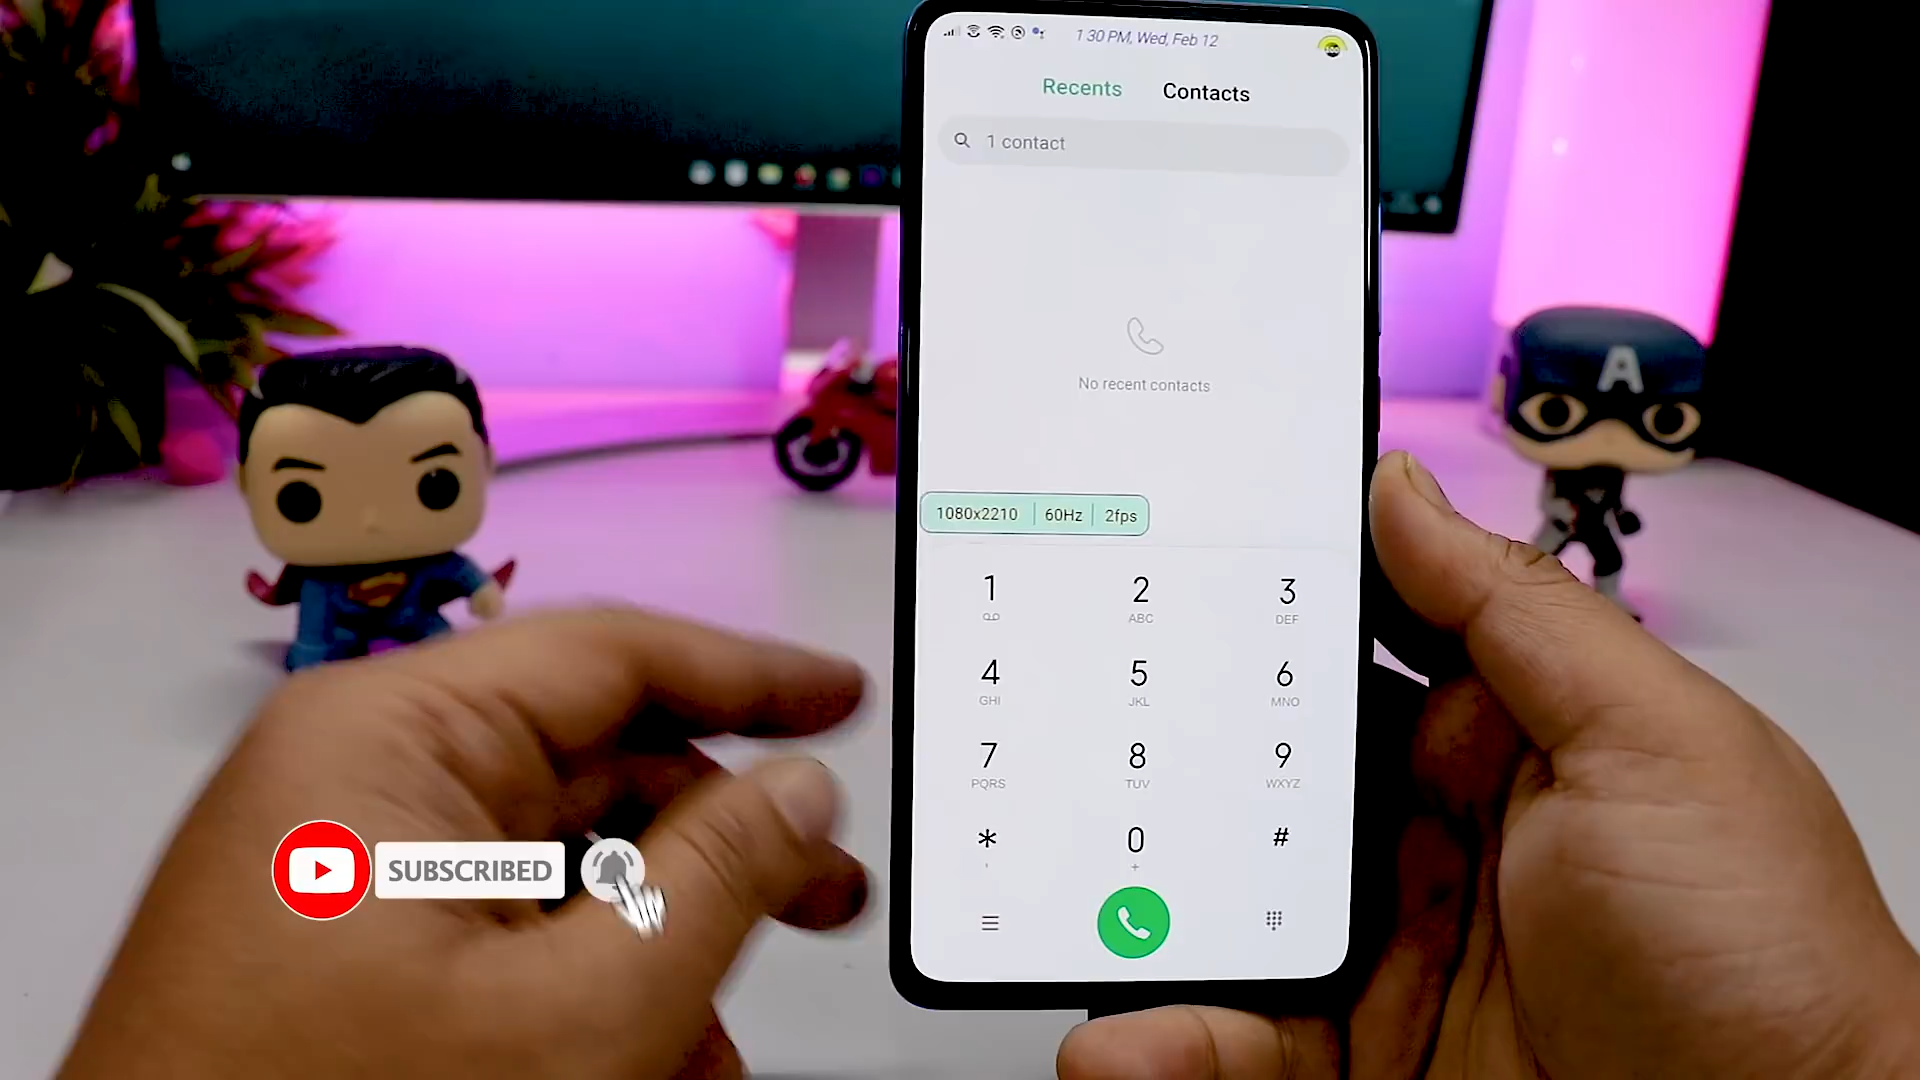 1 30 PM, Wed, Feb 12
Recents Contacts
1 contact
No recent contacts
1080x2210 60Hz 2fps
1 2 3
ABC DEF
4 5 6
GHI JKL MNO
7 8 9
PQRS TUV WXYZ
* 0 #
+
A
SUBSCRIBED